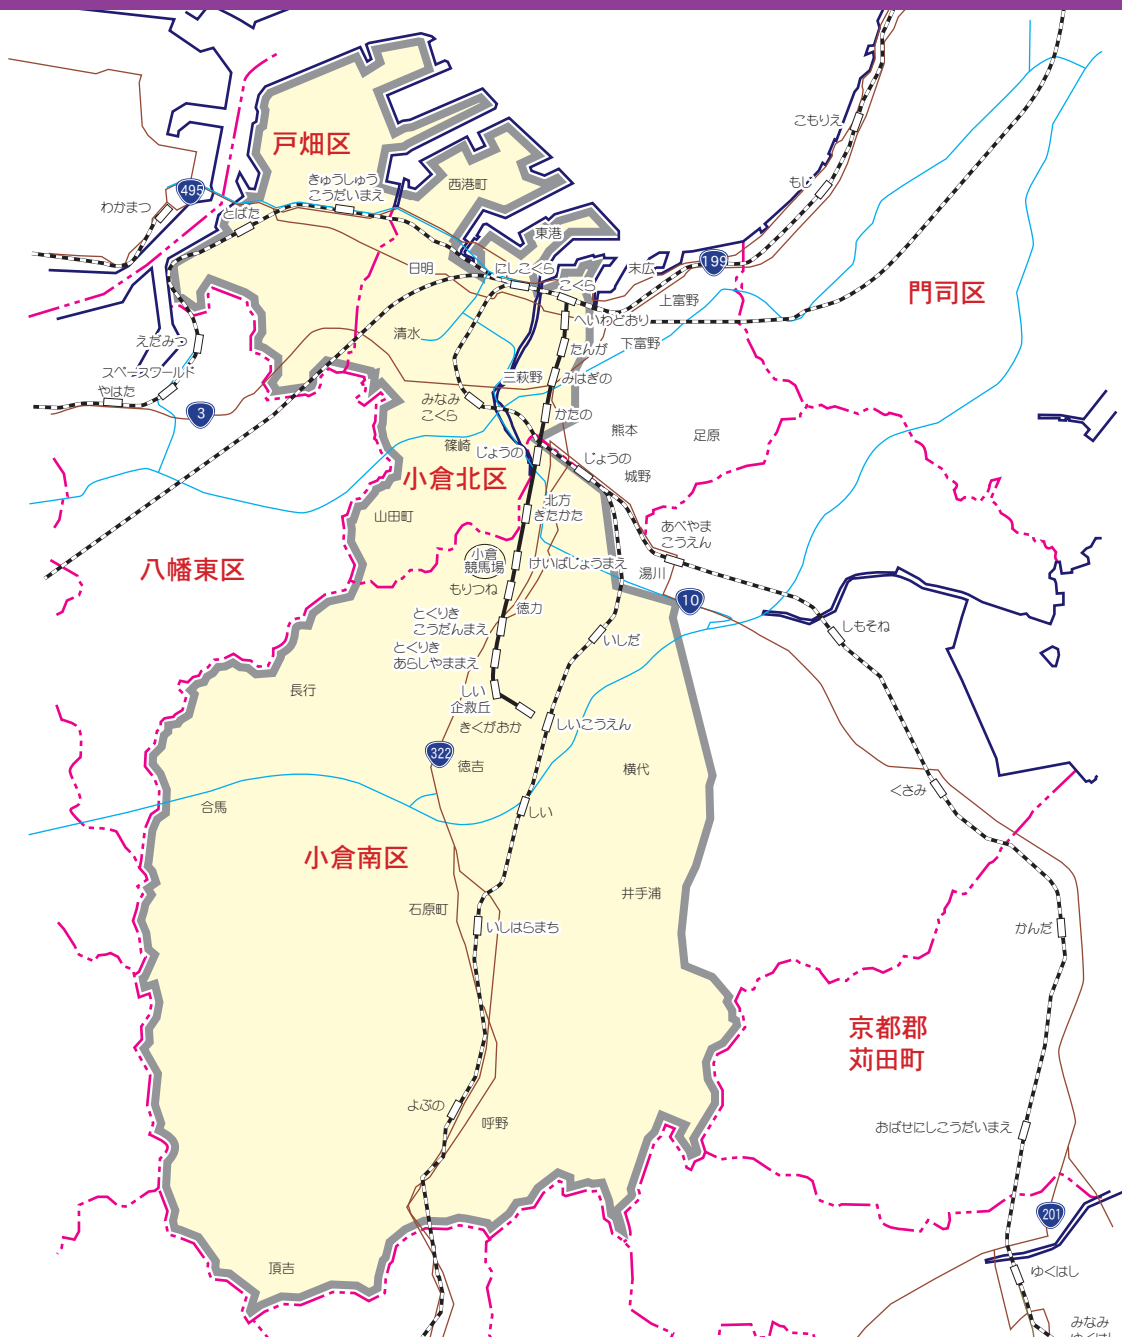 こもりえ
戸畑区
きゅうしゅう
こうだいまえ
西港町
もじ
495
わかまつ
とばた
東港
日明
にしこくら
末広
199
こくら
上富野
門司区
へいわどおり
清水
えだみつ
たんが
下富野
スペースワールド
やはた
三萩野
みはぎの
みなみ
こくら
3
かたの
熊本
足原
篠崎
じょうの
じょうの
城野
小倉北区
北方
きたかた
山田町
あべやま
こうえん
小倉
競馬場
けいばじょうまえ
八幡東区
湯川
もりつね
10
とくりき
こうだんまえ
徳力
しもそね
いしだ
とくりき
あらしやままえ
長行
しい
企救丘
きくがおか
しいこうえん
322
徳吉
横代
くさみ
合馬
しい
小倉南区
井手浦
石原町
いしはらまち
かんだ
京都郡
苅田町
よぶの
呼野
おばせにしこうだいまえ
201
頂吉
ゆくはし
みなみ
ゆくはし